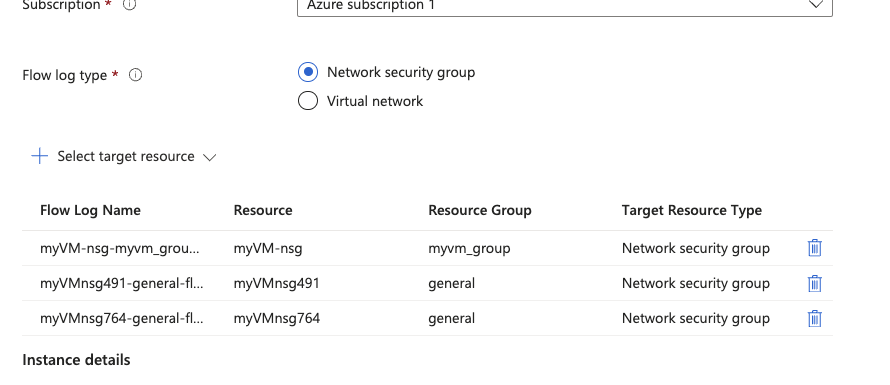 Subscription * Azure subscription 1
Flow log type * Network security group
Virtual network
Select target resource
Flow Log Name Resource Resource Group Target Resource Type
myVM-nsg-myvm_grou... myVM-nsg myvm_group Network security group
myVMnsg491-general-fl... myVMnsg491 general Network security group
myVMnsg764-general-fl... myVMnsg764 general Network security group
Instance details